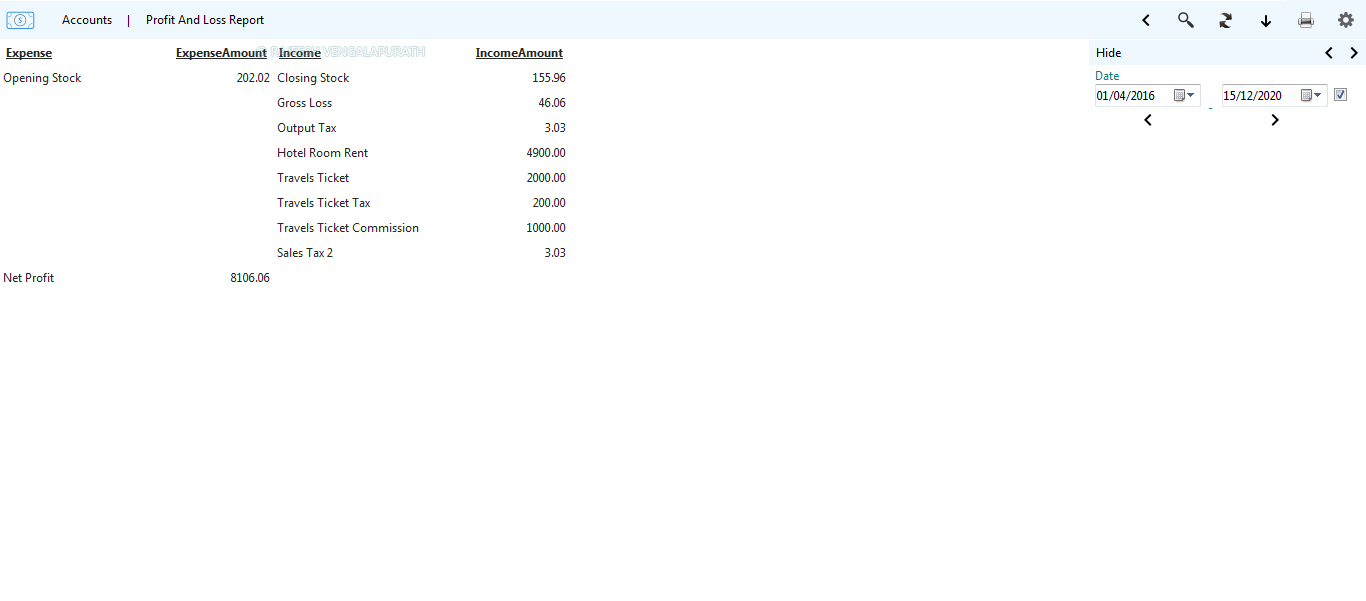 Accounts | Profit And Loss Report
Hide
Expense ExpenseAmount Income IncomeAmount
© RAJESH VENGALAPURATH
Date
Opening Stock 202.02 Closing Stock 155.96
01/04/2016 - 15/12/2020
Gross Loss 46.06
Output Tax 3.03
Hotel Room Rent 4900.00
Travels Ticket 2000.00
Travels Ticket Tax 200.00
Travels Ticket Commission 1000.00
Sales Tax 2 3.03
Net Profit 8106.06